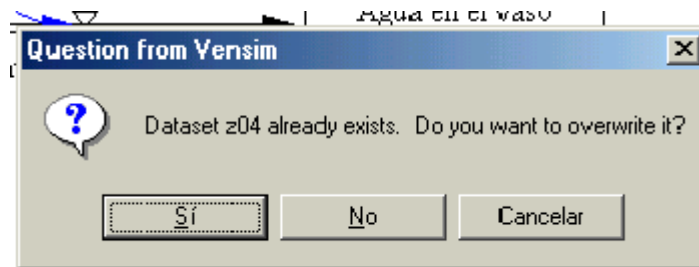 Agua en el vaso
Question from Vensim
Dataset z04 already exists. Do you want to overwrite it?
Sí
No
Cancelar